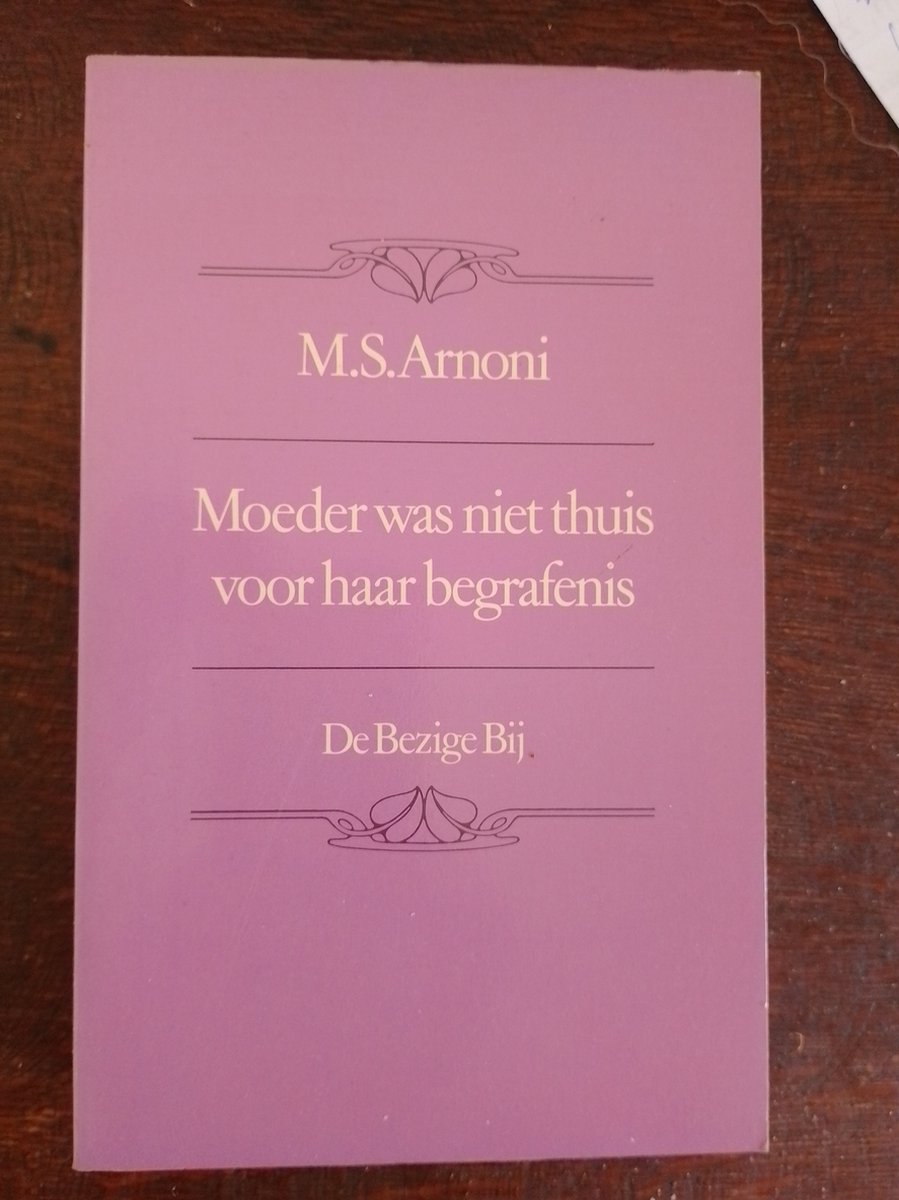 M.S. Arnoni
Moeder was niet thuis
voor haar begrafenis
De Bezige Bij